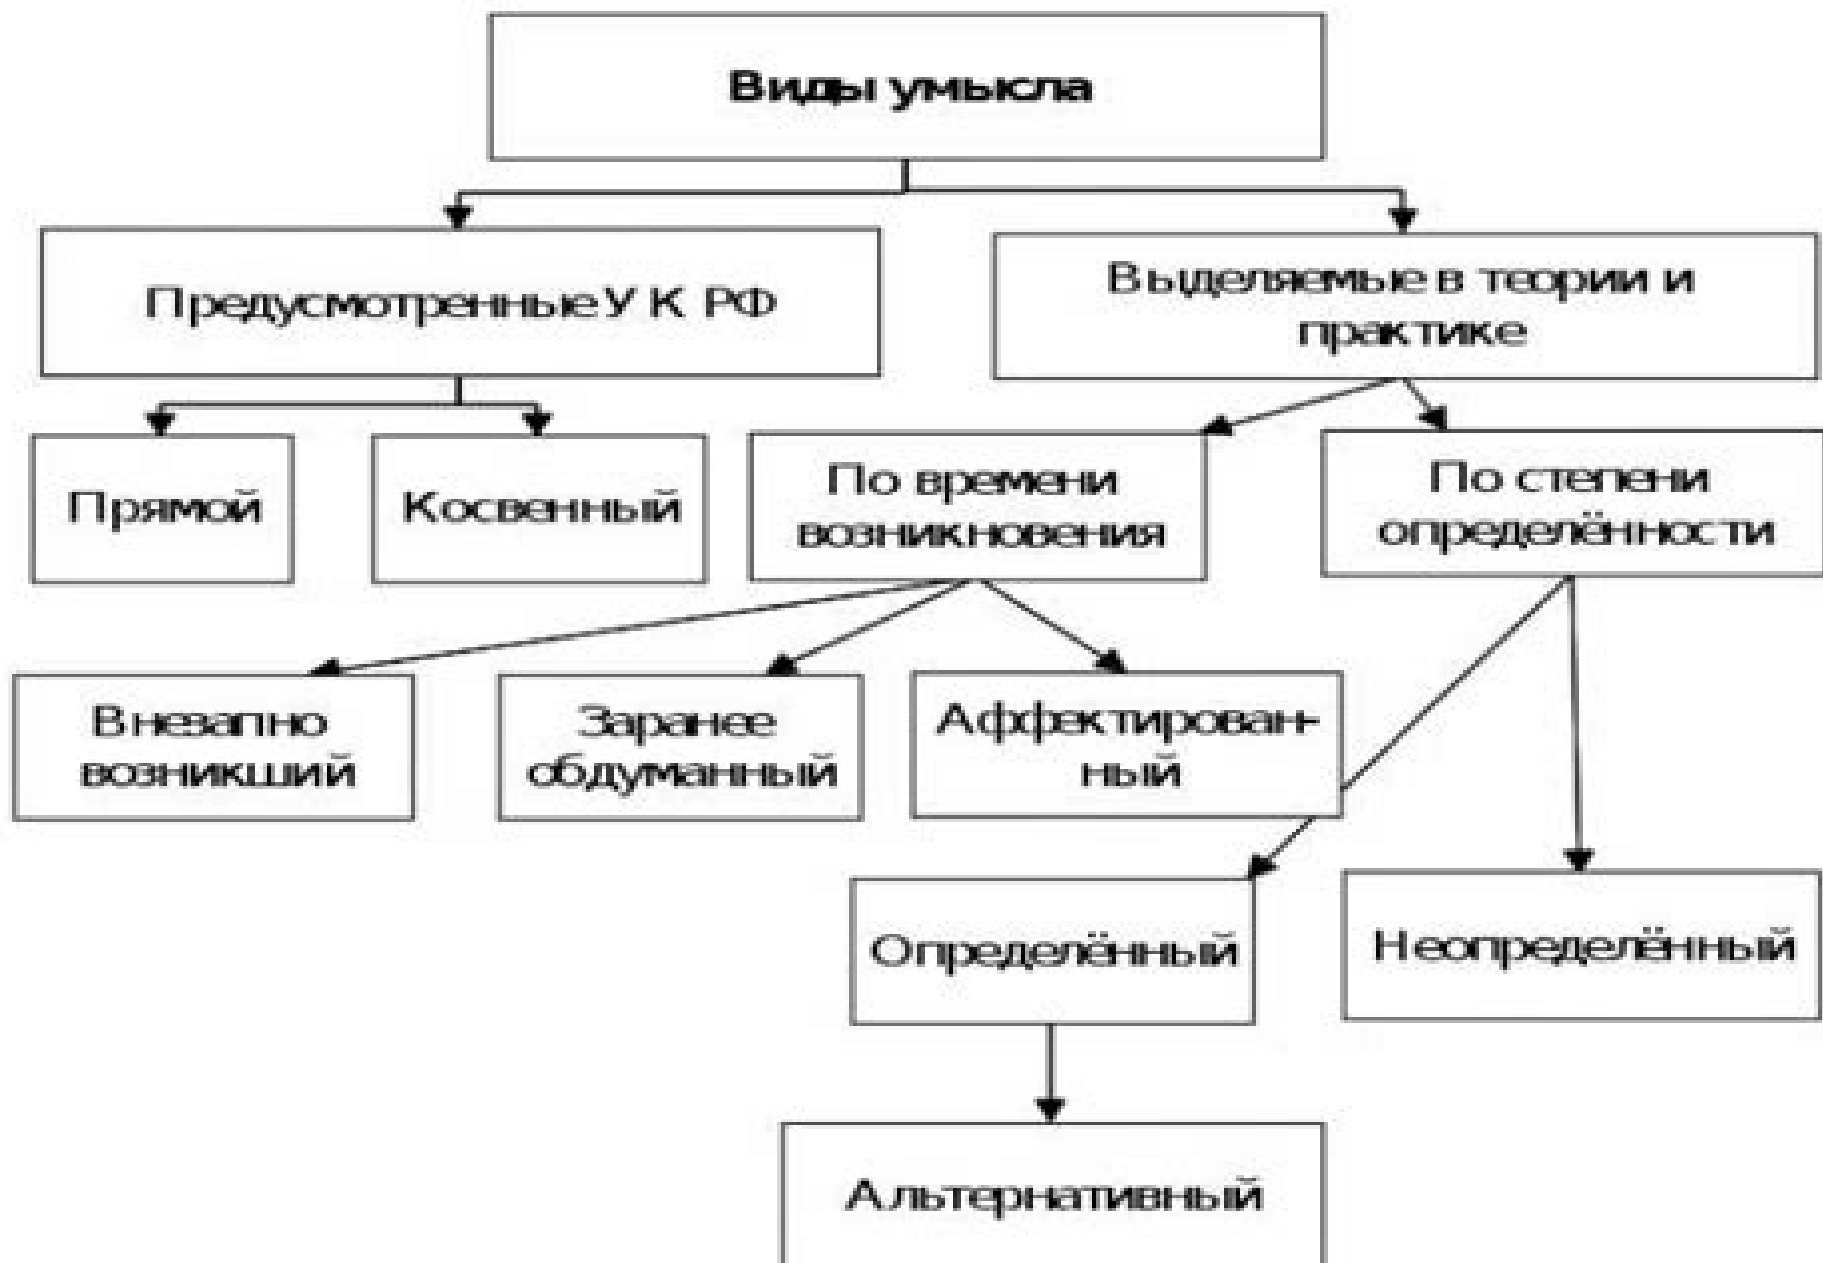 Виды умысла
Предусмотренные УК РФ
Выделяемые в теории и
практике
Прямой
Косвенный
По времени
возникновения
По степени
определённости
Внезапно
возникший
Заранее
обдуманный
Аффектирован-
ный
Определённый
Неопределённый
Альтернативный